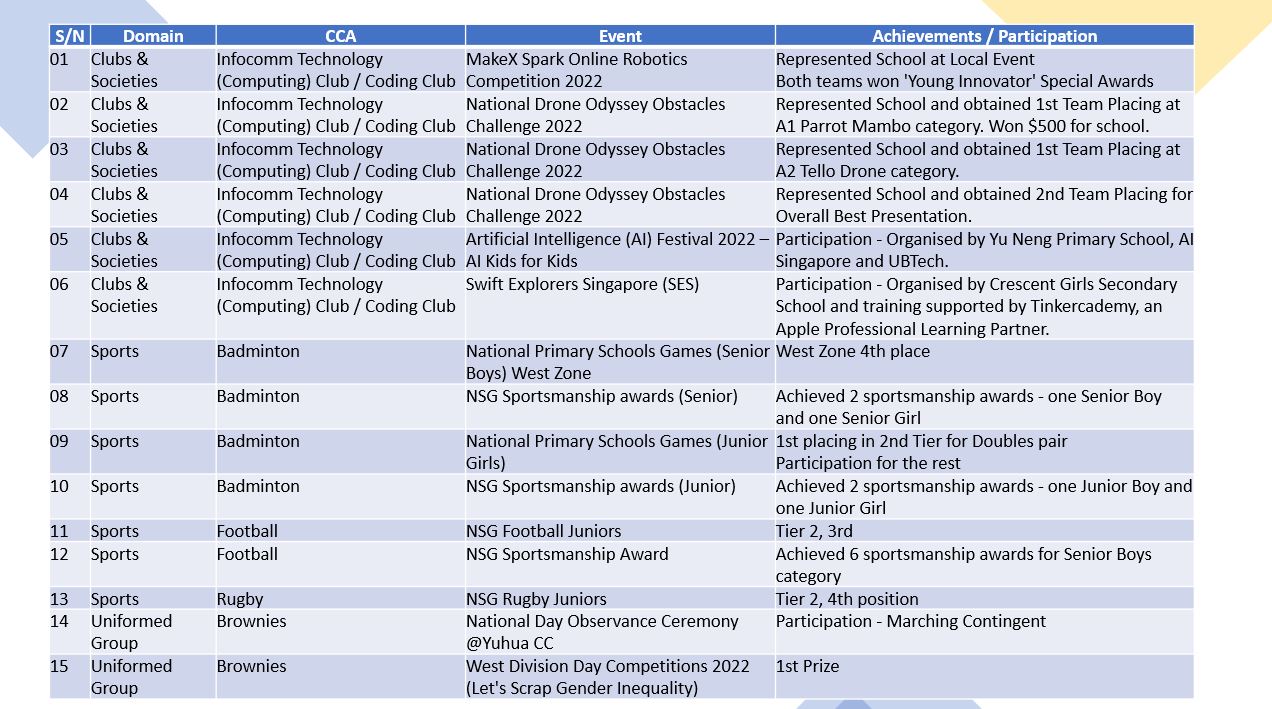 S/N Domain CCA Event Achievements / Participation
01 Clubs & Infocomm Technology MakeX Spark Online Robotics Represented School at Local Event
Societies (Computing) Club / Coding Club Competition 2022 Both teams won 'Young Innovator' Special Awards
02 Clubs & Infocomm Technology National Drone Odyssey Obstacles Represented School and obtained 1st Team Placing at
Societies (Computing) Club / Coding Club Challenge 2022 A1 Parrot Mambo category. Won $500 for school.
03 Clubs & Infocomm Technology National Drone Odyssey Obstacles Represented School and obtained 1st Team Placing at
Societies (Computing) Club / Coding Club Challenge 2022 A2 Tello Drone category.
04 Clubs & Infocomm Technology National Drone Odyssey Obstacles Represented School and obtained 2nd Team Placing for
Societies (Computing) Club / Coding Club Challenge 2022 Overall Best Presentation.
05 Clubs & Infocomm Technology Artificial Intelligence (AI) Festival 2022 – Participation - Organised by Yu Neng Primary School, AI
Societies (Computing) Club / Coding Club AI Kids for Kids Singapore and UBTech.
06 Clubs & Infocomm Technology Swift Explorers Singapore (SES) Participation - Organised by Crescent Girls Secondary
Societies (Computing) Club / Coding Club School and training supported by Tinkercademy, an
Apple Professional Learning Partner.
07 Sports Badminton National Primary Schools Games (Senior West Zone 4th place
Boys) West Zone
08 Sports Badminton NSG Sportsmanship awards (Senior) Achieved 2 sportsmanship awards - one Senior Boy
and one Senior Girl
09 Sports Badminton National Primary Schools Games (Junior 1st placing in 2nd Tier for Doubles pair
Girls) Participation for the rest
10 Sports Badminton NSG Sportsmanship awards (Junior) Achieved 2 sportsmanship awards - one Junior Boy and
one Junior Girl
11 Sports Football NSG Football Juniors Tier 2, 3rd
12 Sports Football NSG Sportsmanship Award Achieved 6 sportsmanship awards for Senior Boys
category
13 Sports Rugby NSG Rugby Juniors Tier 2, 4th position
14 Uniformed Brownies National Day Observance Ceremony Participation - Marching Contingent
Group @Yuhua CC
15 Uniformed Brownies West Division Day Competitions 2022 1st Prize
Group (Let's Scrap Gender Inequality)